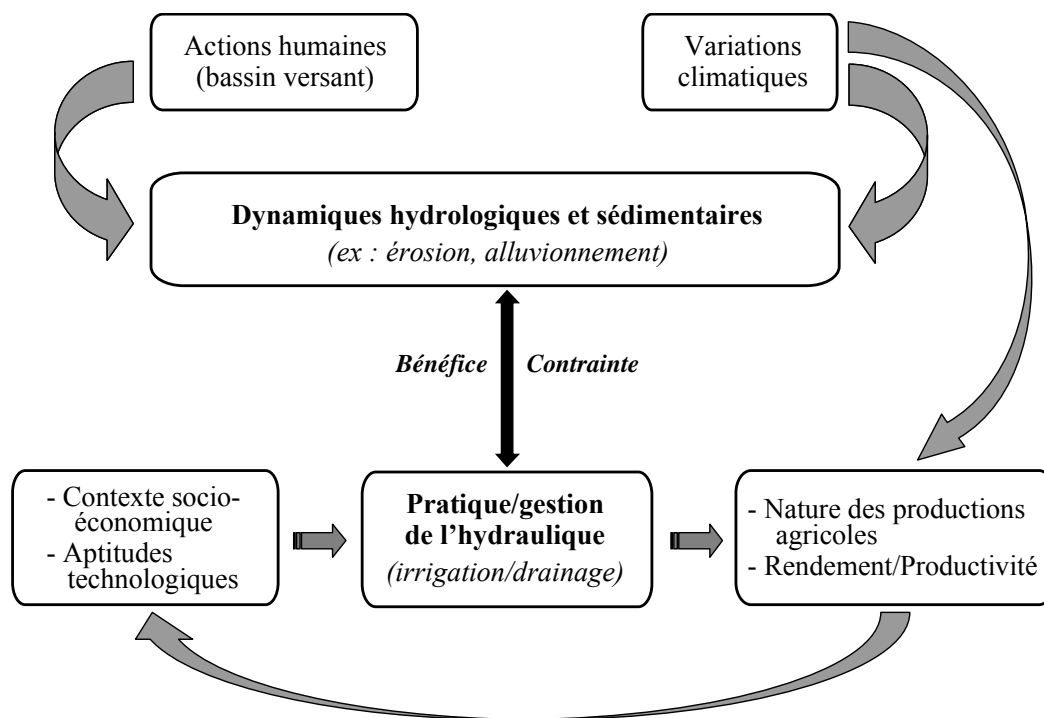 Actions humaines
(bassin versant)
Variations
climatiques
Dynamiques hydrologiques et sédimentaires
(ex : érosion, alluvionnement)
Bénéfice
Contrainte
- Contexte socio-
économique
- Aptitudes
technologiques
Pratique/gestion
de l’hydraulique
(irrigation/drainage)
- Nature des productions
agricoles
- Rendement/Productivité